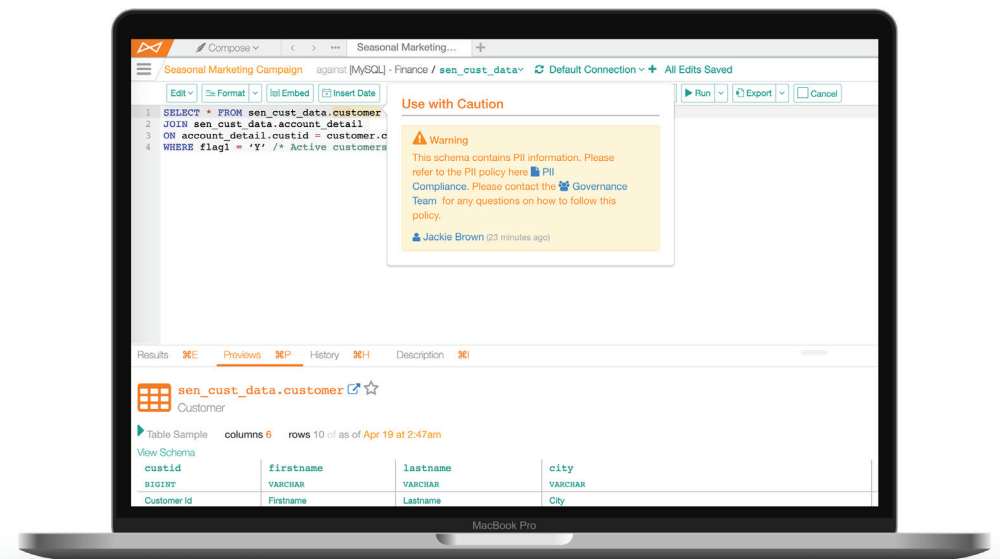 Compose
Seasonal Marketing...
Seasonal Marketing Campaign against [MySQL] - Finance / sen_cust_data Default Connection All Edits Saved
Edit Format Embed Insert Date Run Export Cancel
1 SELECT * FROM sen_cust_data.customer
2 JOIN sen_cust_data.account_detail
3 ON account_detail.custid = customer.c
4 WHERE flag1 = 'Y' /* Active customers
Use with Caution
Warning
This schema contains PII information. Please
refer to the PII policy here PII
Compliance. Please contact the Governance
Team for any questions on how to follow this
policy.
Jackie Brown (23 minutes ago)
Results ⌘E Previews ⌘P History ⌘H Description ⌘I
sen_cust_data.customer
Customer
Table Sample columns 6 rows 10 of as of Apr 19 at 2:47am
View Schema
custid firstname lastname city
BIGINT VARCHAR VARCHAR VARCHAR
Customer Id Firstname Lastname City
MacBook Pro